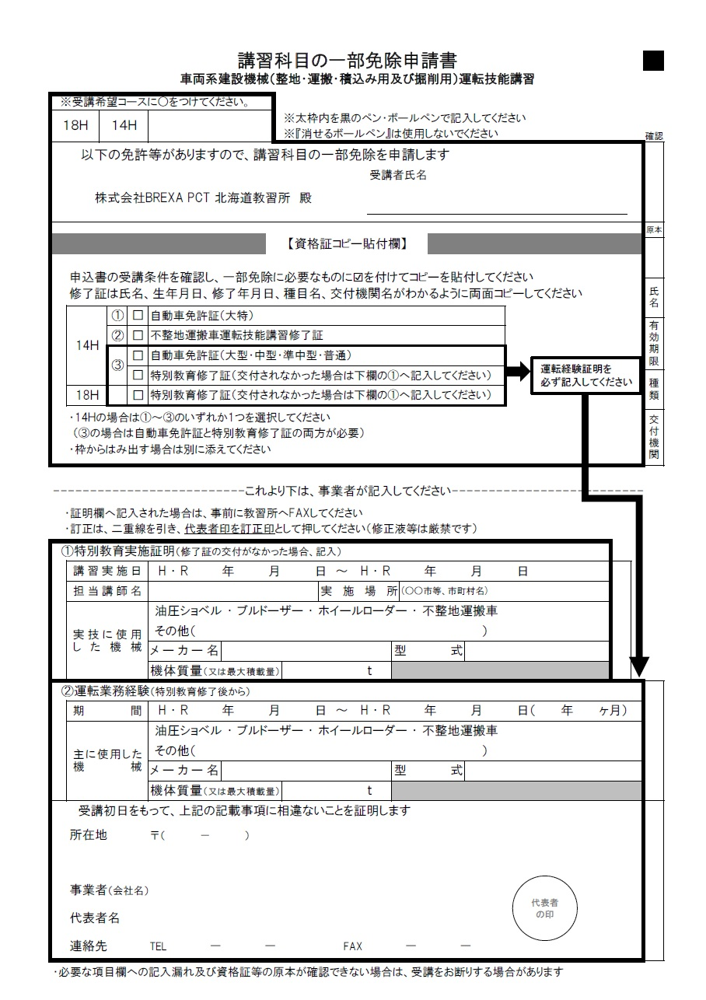 講習科目の一部免除申請書
車両系建設機械(整地・運搬・積込み用及び掘削用)運転技能講習
※受講希望コースに○をつけてください。
18H 14H
※太枠内を黒のペン・ボールペンで記入してください
※『消せるボールペン』は使用しないでください
確認
以下の免許等がありますので、講習科目の一部免除を申請します
受講者氏名
株式会社BREXA PCT 北海道教習所 殿
原本
【資格証コピー貼付欄】
申込書の受講条件を確認し、一部免除に必要なものに☑を付けてコピーを貼付してください
修了証は氏名、生年月日、修了年月日、種目名、交付機関名がわかるように両面コピーしてください
氏名
有効期限
種類
交付機関
14H
① □ 自動車免許証(大特)
② □ 不整地運搬車運転技能講習修了証
③ □ 自動車免許証(大型・中型・準中型・普通)
□ 特別教育修了証(交付されなかった場合は下欄の①へ記入してください)
18H □ 特別教育修了証(交付されなかった場合は下欄の①へ記入してください)
運転経験証明を
必ず記入してください
・14Hの場合は①~③のいずれか1つを選択してください
(③の場合は自動車免許証と特別教育修了証の両方が必要)
・枠からはみ出す場合は別に添えてください
これより下は、事業者が記入してください
・証明欄へ記入された場合は、事前に教習所へFAXしてください
・訂正は、二重線を引き、代表者印を訂正印として押してください(修正液等は厳禁です)
①特別教育実施証明(修了証の交付がなかった場合、記入)
講習実施日 H・R 年 月 日 ~ H・R 年 月 日
担当講師名 実施場所 (○○市等、市町村名)
実技に使用
した機械
油圧ショベル ・ ブルドーザー ・ ホイールローダー ・ 不整地運搬車
その他( )
メーカー名 型式
機体質量(又は最大積載量) t
②運転業務経験(特別教育修了後から)
期間 H・R 年 月 日 ~ H・R 年 月 日( 年 ヶ月)
主に使用した
機械
油圧ショベル ・ ブルドーザー ・ ホイールローダー ・ 不整地運搬車
その他( )
メーカー名 型式
機体質量(又は最大積載量) t
受講初日をもって、上記の記載事項に相違ないことを証明します
所在地 〒( - )
事業者(会社名)
代表者
の印
代表者名
連絡先 TEL ― ― FAX ― ―
・必要な項目欄への記入漏れ及び資格証等の原本が確認できない場合は、受講をお断りする場合があります